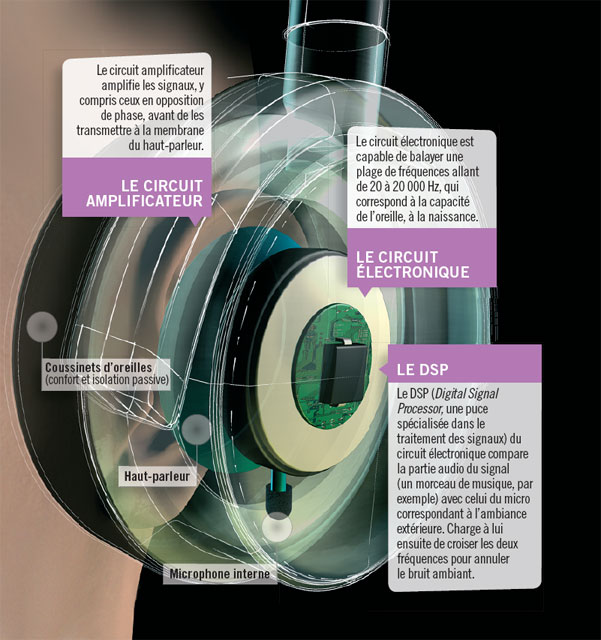 Le circuit amplificateur
amplifie les signaux, y
compris ceux en opposition
de phase, avant de les
transmettre à la membrane
du haut-parleur.
LE CIRCUIT
AMPLIFICATEUR
Le circuit électronique est
capable de balayer une
plage de fréquences allant
de 20 à 20 000 Hz, qui
correspond à la capacité
de l’oreille, à la naissance.
LE CIRCUIT
ÉLECTRONIQUE
Coussinets d’oreilles
(confort et isolation passive)
LE DSP
Le DSP (Digital Signal
Processor, une puce
spécialisée dans le
traitement des signaux) du
circuit électronique compare
la partie audio du signal
(un morceau de musique, par
exemple) avec celui du micro
correspondant à l’ambiance
extérieure. Charge à lui
ensuite de croiser les deux
fréquences pour annuler
le bruit ambiant.
Haut-parleur
Microphone interne